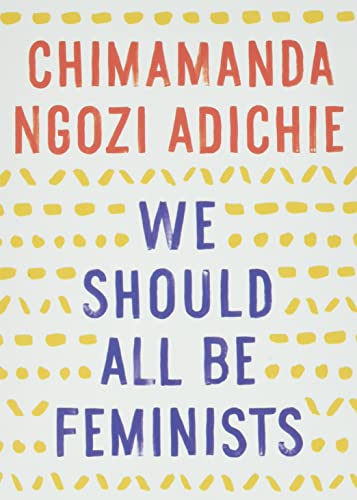 CHIMAMANDA
NGOZI ADICHIE
WE
SHOULD
ALL BE
FEMINISTS